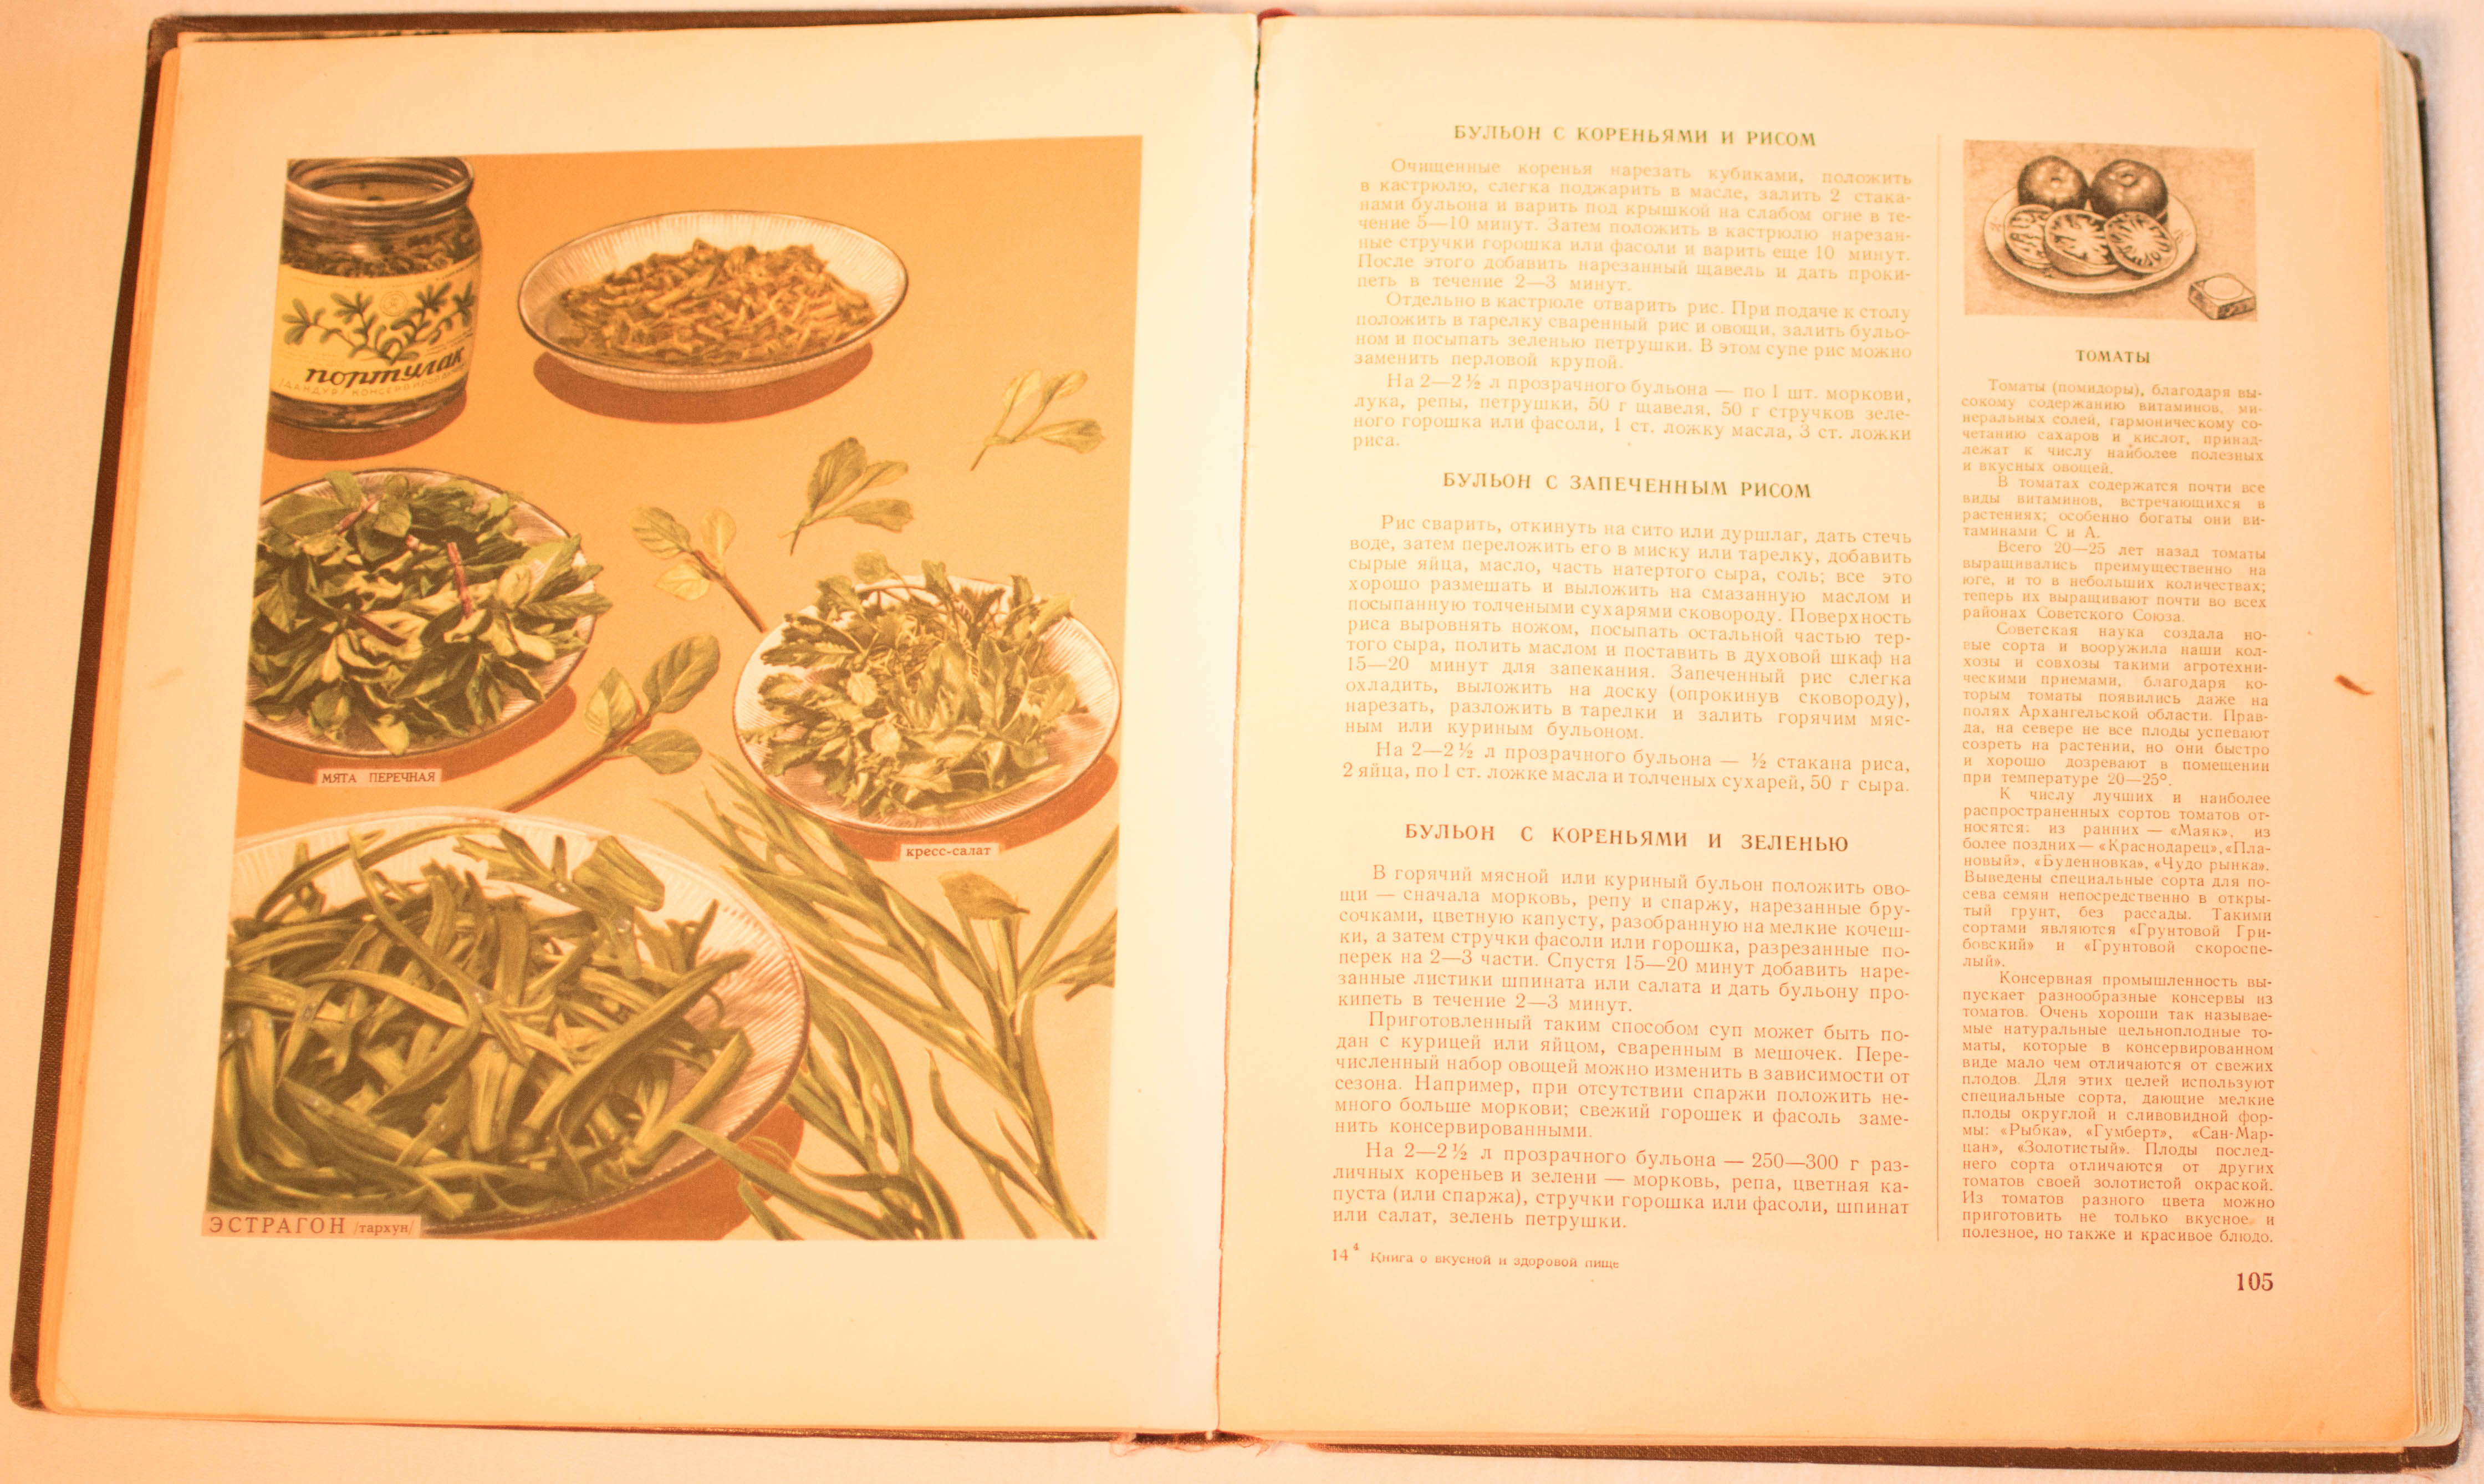 портулак
/ДАНДУР/
МЯТА ПЕРЕЧНАЯ
кресс-салат
ЭСТРАГОН /тархун/
БУЛЬОН С КОРЕНЬЯМИ И РИСОМ
Очищенные коренья нарезать кубиками, положить
в кастрюлю, слегка поджарить в масле, залить 2 стака-
нами бульона и варить под крышкой на слабом огне в те-
чение 5—10 минут. Затем положить в кастрюлю нарезан-
ные стручки горошка или фасоли и варить еще 10 минут.
После этого добавить нарезанный щавель и дать проки-
петь в течение 2—3 минут.
Отдельно в кастрюле отварить рис. При подаче к столу
положить в тарелку сваренный рис и овощи, залить бульо-
ном и посыпать зеленью петрушки. В этом супе рис можно
заменить перловой крупой.
На 2—2½ л прозрачного бульона — по 1 шт. моркови,
лука, репы, петрушки, 50 г щавеля, 50 г стручков зеле-
ного горошка или фасоли, 1 ст. ложку масла, 3 ст. ложки
риса.
БУЛЬОН С ЗАПЕЧЕННЫМ РИСОМ
Рис сварить, откинуть на сито или дуршлаг, дать стечь
воде, затем переложить его в миску или тарелку, добавить
сырые яйца, масло, часть натертого сыра, соль; все это
хорошо размешать и выложить на смазанную маслом и
посыпанную толчеными сухарями сковороду. Поверхность
риса выровнять ножом, посыпать остальной частью тер-
того сыра, полить маслом и поставить в духовой шкаф на
15—20 минут для запекания. Запеченный рис слегка
охладить, выложить на доску (опрокинув сковороду),
нарезать, разложить в тарелки и залить горячим мяс-
ным или куриным бульоном.
На 2—2½ л прозрачного бульона — ½ стакана риса,
2 яйца, по 1 ст. ложке масла и толченых сухарей, 50 г сыра.
БУЛЬОН С КОРЕНЬЯМИ И ЗЕЛЕНЬЮ
В горячий мясной или куриный бульон положить ово-
щи — сначала морковь, репу и спаржу, нарезанные бру-
сочками, цветную капусту, разобранную на мелкие кочеш-
ки, а затем стручки фасоли или горошка, разрезанные по-
перек на 2—3 части. Спустя 15—20 минут добавить наре-
занные листики шпината или салата и дать бульону про-
кипеть в течение 2—3 минут.
Приготовленный таким способом суп может быть по-
дан с курицей или яйцом, сваренным в мешочек. Пере-
численный набор овощей можно изменить в зависимости от
сезона. Например, при отсутствии спаржи положить не-
много больше моркови; свежий горошек и фасоль заме-
нить консервированными.
На 2—2½ л прозрачного бульона — 250—300 г раз-
личных кореньев и зелени — морковь, репа, цветная ка-
пуста (или спаржа), стручки горошка или фасоли, шпинат
или салат, зелень петрушки.
14⁴ Книга о вкусной и здоровой пище
ТОМАТЫ
Томаты (помидоры), благодаря вы-
сокому содержанию витаминов, ми-
неральных солей, гармоническому со-
четанию сахаров и кислот, принад-
лежат к числу наиболее полезных
и вкусных овощей.
В томатах содержатся почти все
виды витаминов, встречающихся в
растениях; особенно богаты они ви-
таминами С и А.
Всего 20—25 лет назад томаты
выращивались преимущественно на
юге, и то в небольших количествах;
теперь их выращивают почти во всех
районах Советского Союза.
Советская наука создала но-
вые сорта и вооружила наши кол-
хозы и совхозы такими агротехни-
ческими приемами, благодаря ко-
торым томаты появились даже на
полях Архангельской области. Прав-
да, на севере не все плоды успевают
созреть на растении, но они быстро
и хорошо дозревают в помещении
при температуре 20—25°.
К числу лучших и наиболее
распространенных сортов томатов от-
носятся: из ранних — «Маяк», из
более поздних— «Краснодарец», «Пла-
новый», «Буденновка», «Чудо рынка».
Выведены специальные сорта для по-
сева семян непосредственно в откры-
тый грунт, без рассады. Такими
сортами являются «Грунтовой Гри-
бовский» и «Грунтовой скороспе-
лый».
Консервная промышленность вы-
пускает разнообразные консервы из
томатов. Очень хороши так называе-
мые натуральные цельноплодные то-
маты, которые в консервированном
виде мало чем отличаются от свежих
плодов. Для этих целей используют
специальные сорта, дающие мелкие
плоды округлой и сливовидной фор-
мы: «Рыбка», «Гумберт», «Сан-Мар-
цан», «Золотистый». Плоды послед-
него сорта отличаются от других
томатов своей золотистой окраской.
Из томатов разного цвета можно
приготовить не только вкусное и
полезное, но также и красивое блюдо.
105